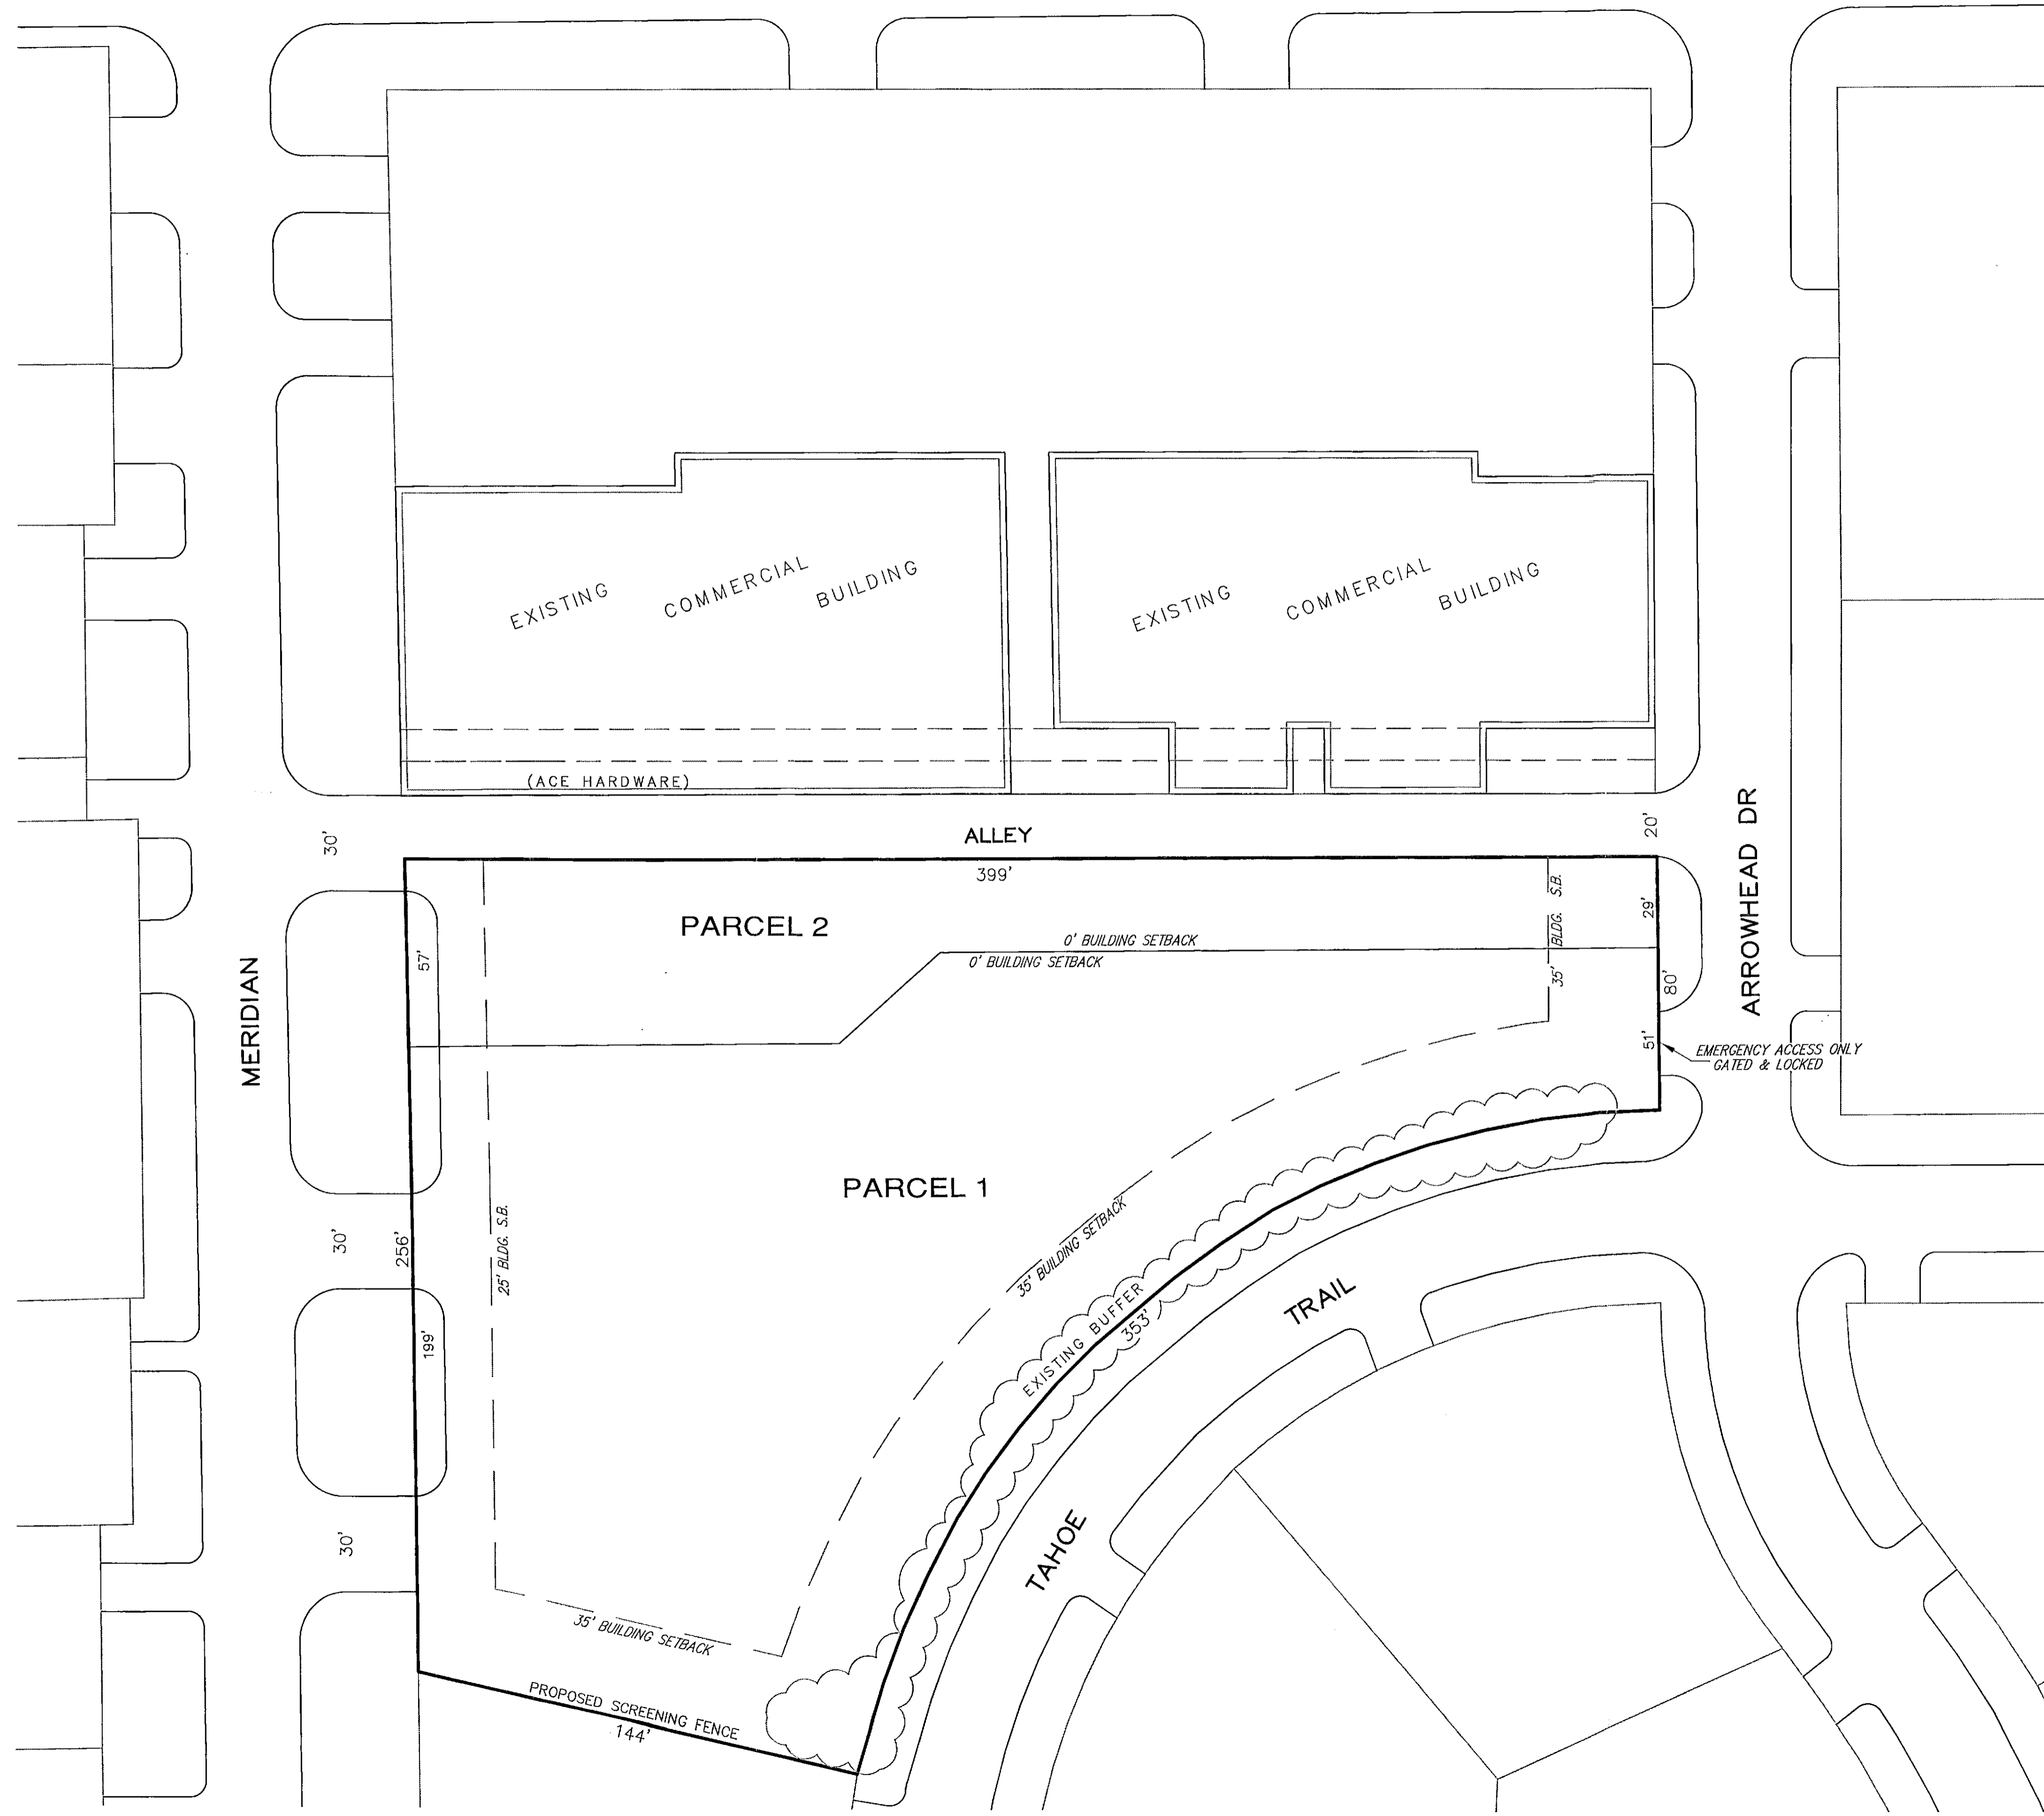 EXISTING COMMERCIAL BUILDING
EXISTING COMMERCIAL BUILDING
(ACE HARDWARE)
30'
ALLEY
20'
399'
ARROWHEAD DR
MERIDIAN
57'
PARCEL 2
0' BUILDING SETBACK
0' BUILDING SETBACK
35' BLDG. S.B.
29'
80'
51'
EMERGENCY ACCESS ONLY
GATED & LOCKED
PARCEL 1
30'
256'
25' BLDG. S.B.
199'
35' BUILDING SETBACK
EXISTING BUFFER
353'
TAHOE TRAIL
30'
35' BUILDING SETBACK
PROPOSED SCREENING FENCE
144'